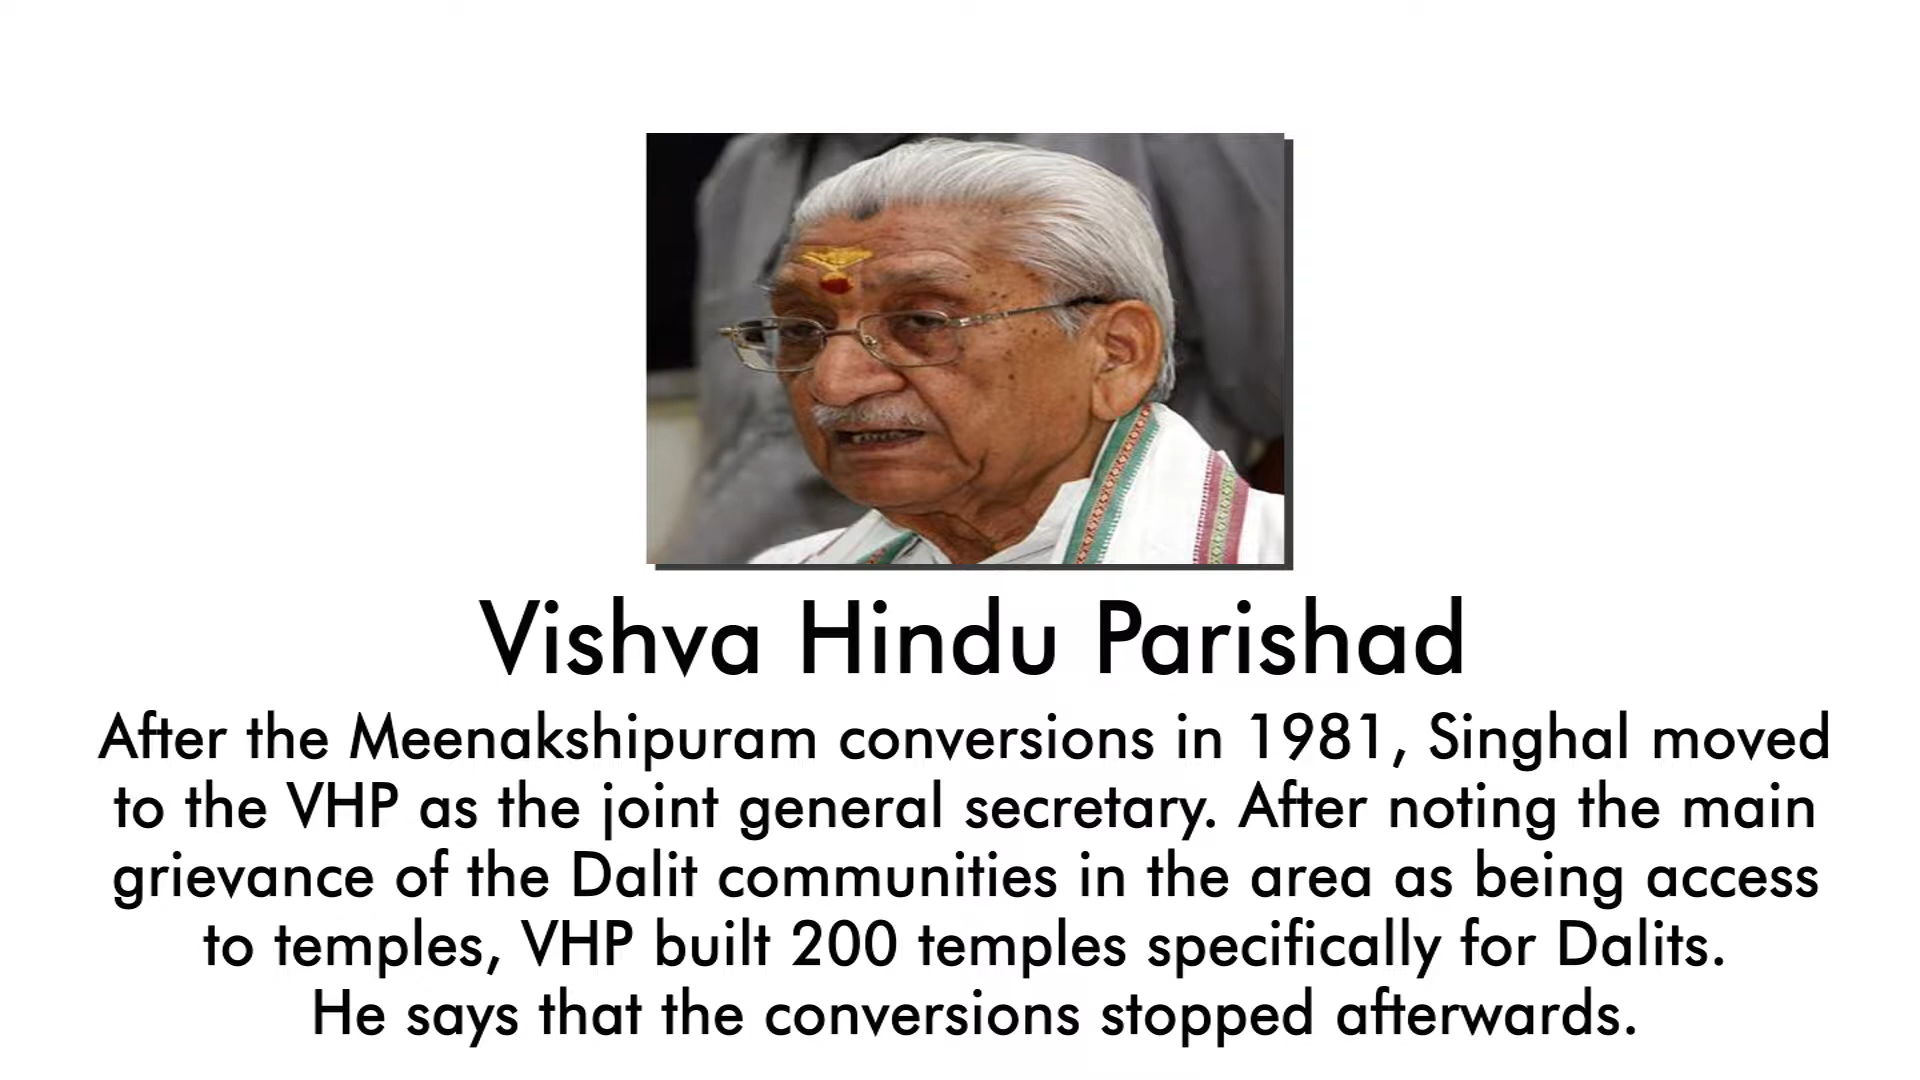 Vishva Hindu Parishad
After the Meenakshipuram conversions in 1981, Singhal moved
to the VHP as the joint general secretary. After noting the main
grievance of the Dalit communities in the area as being access
to temples, VHP built 200 temples specifically for Dalits.
He says that the conversions stopped afterwards.